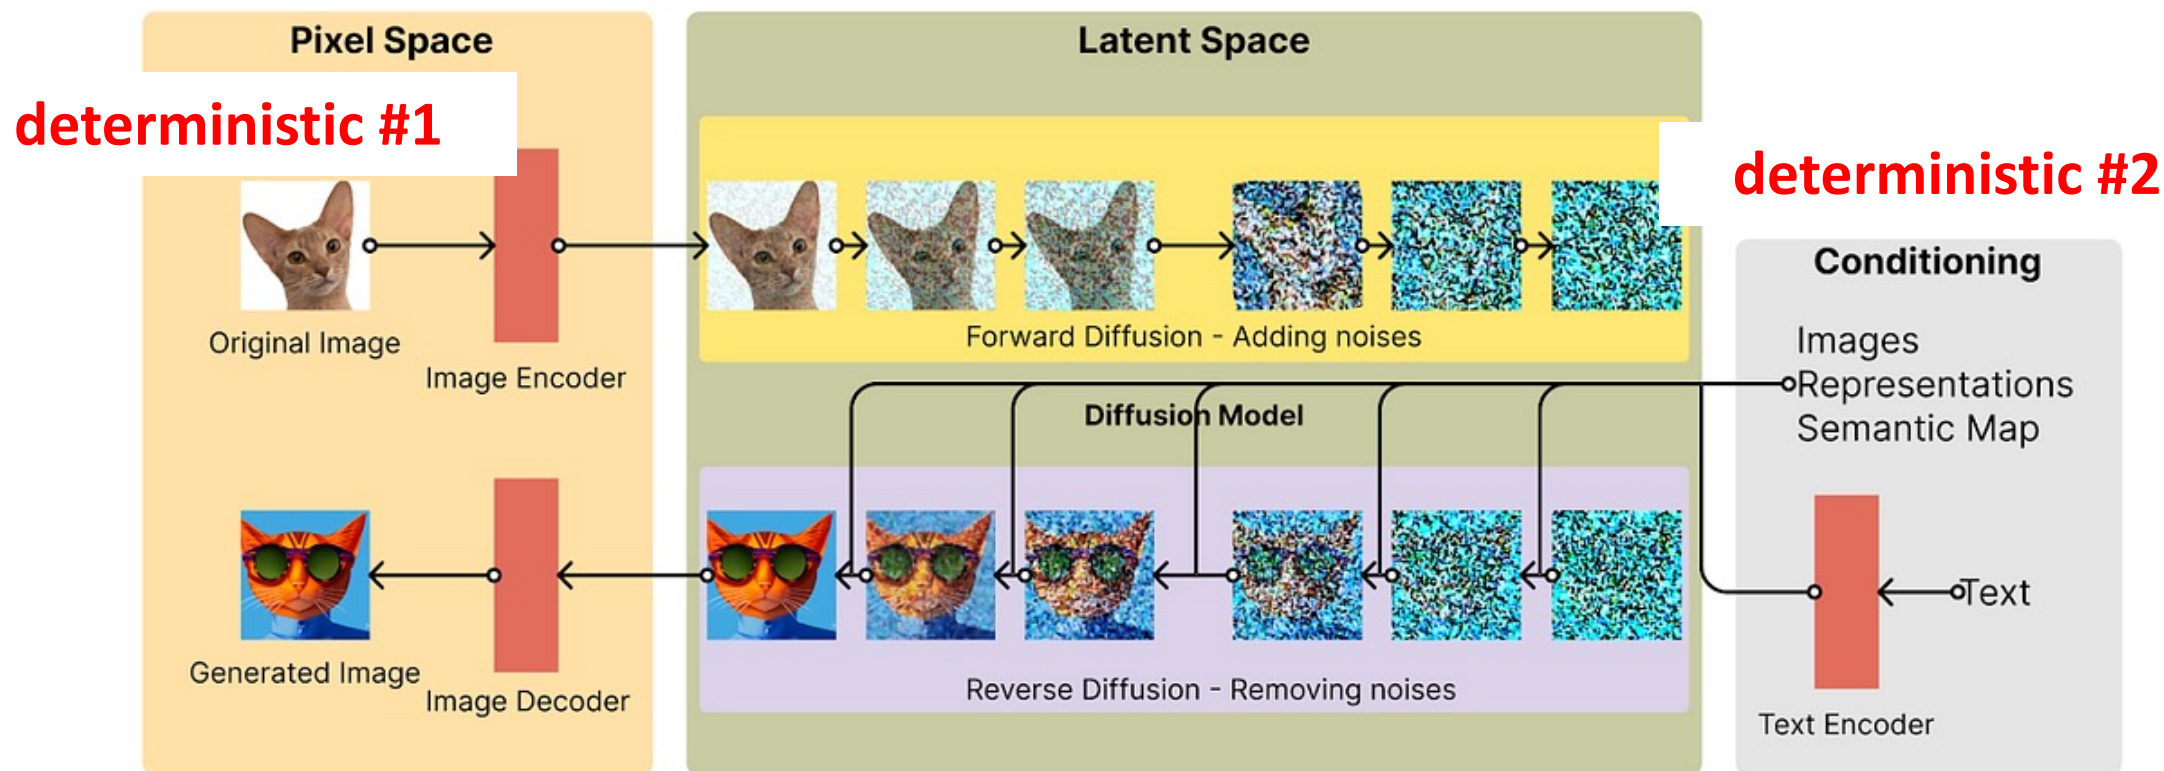 Pixel Space
Latent Space
deterministic #1
deterministic #2
Conditioning
Original Image
Image Encoder
Forward Diffusion - Adding noises
Images
Representations
Semantic Map
Diffusion Model
Text
Generated Image
Image Decoder
Reverse Diffusion - Removing noises
Text Encoder